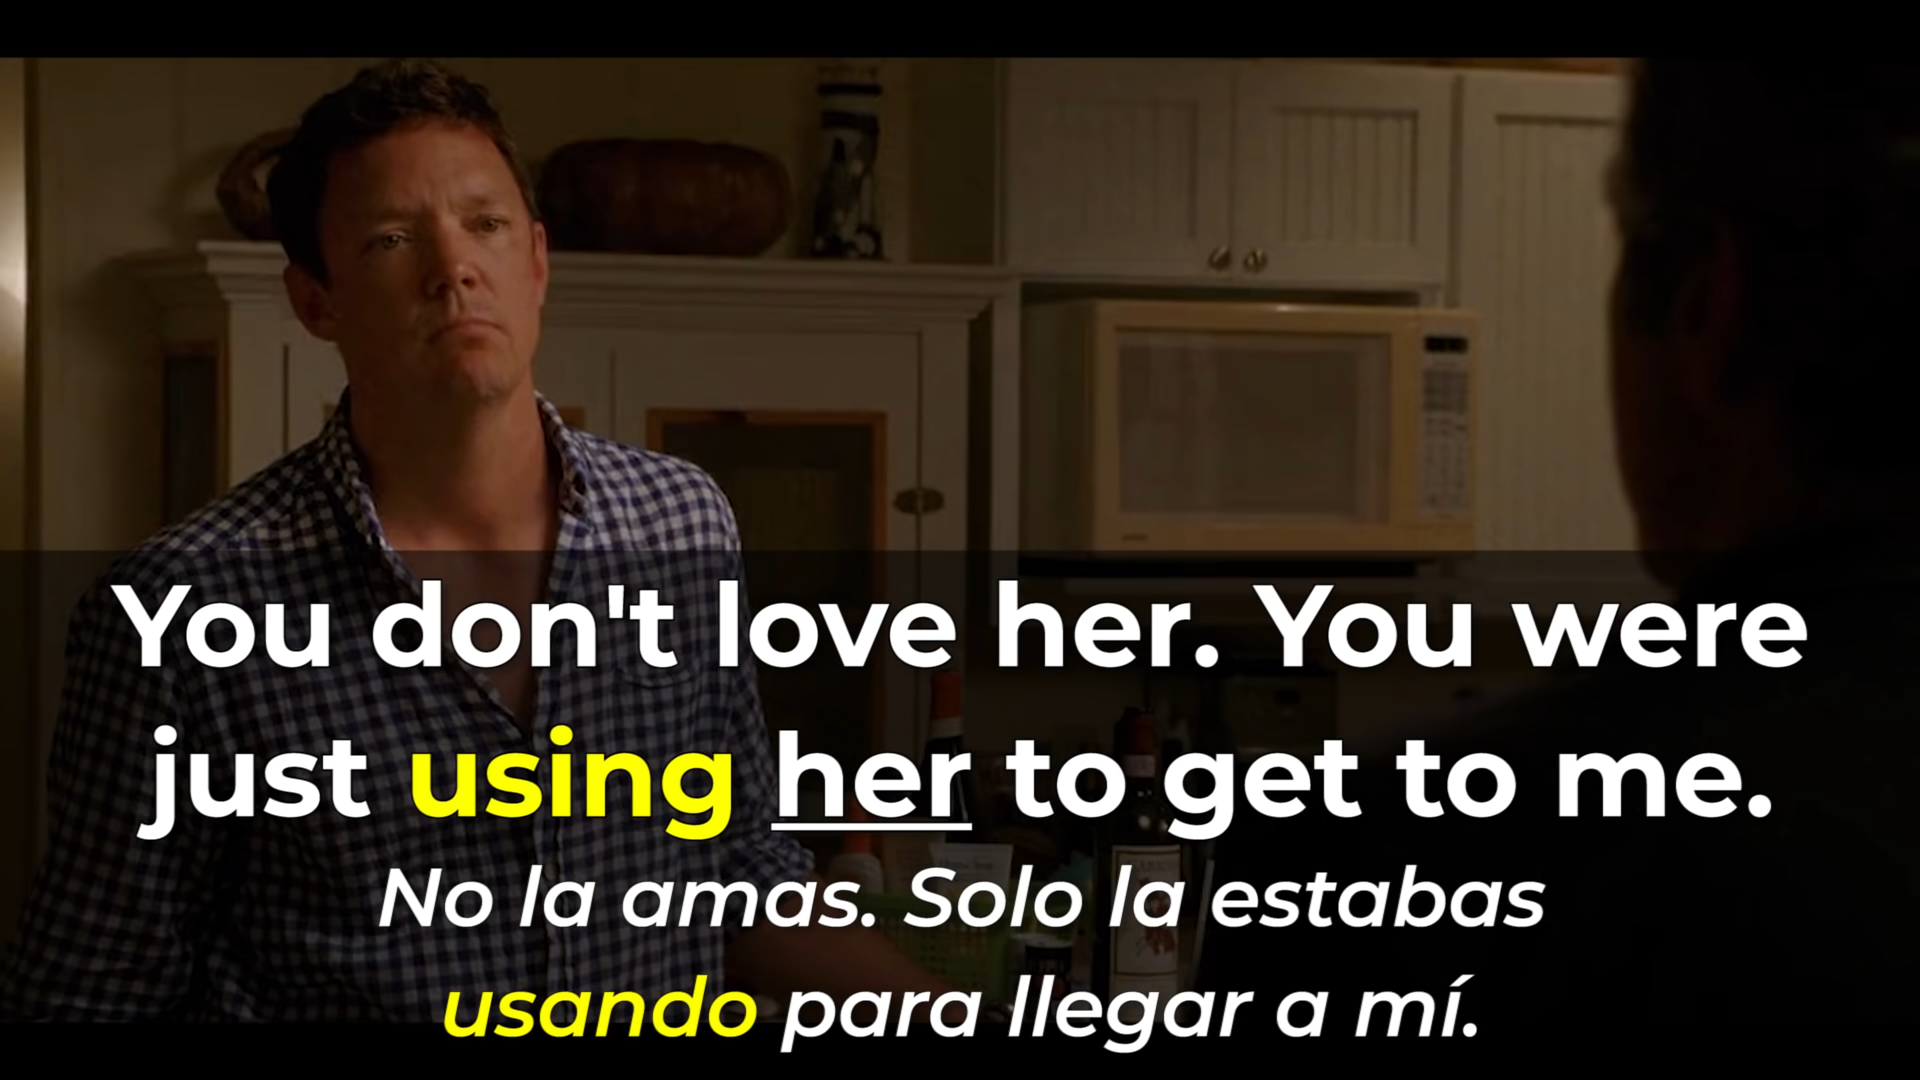 You don't love her. You were
just using her to get to me.
No la amas. Solo la estabas
usando para llegar a mí.